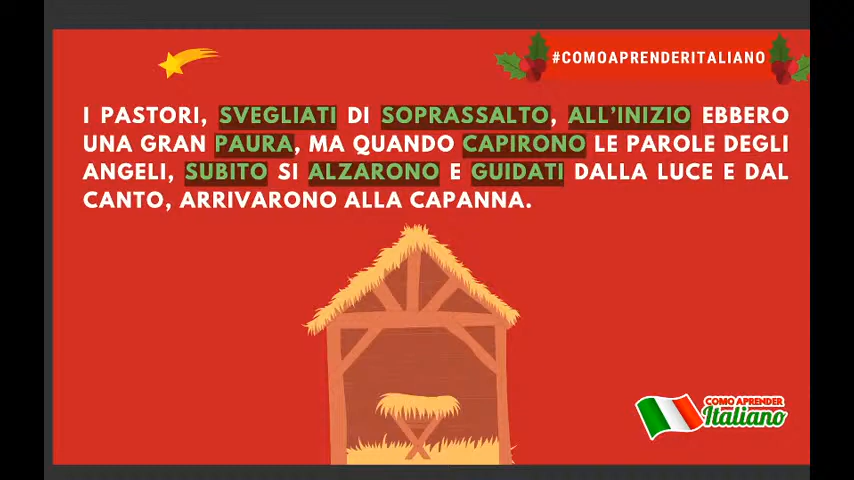 #COMOAPRENDERITALIANO
I PASTORI, SVEGLIATI DI SOPRASSALTO, ALL'INIZIO EBBERO
UNA GRAN PAURA, MA QUANDO CAPIRONO LE PAROLE DEGLI
ANGELI, SUBITO SI ALZARONO E GUIDATI DALLA LUCE E DAL
CANTO, ARRIVARONO ALLA CAPANNA.
COMO APRENDER
Italiano